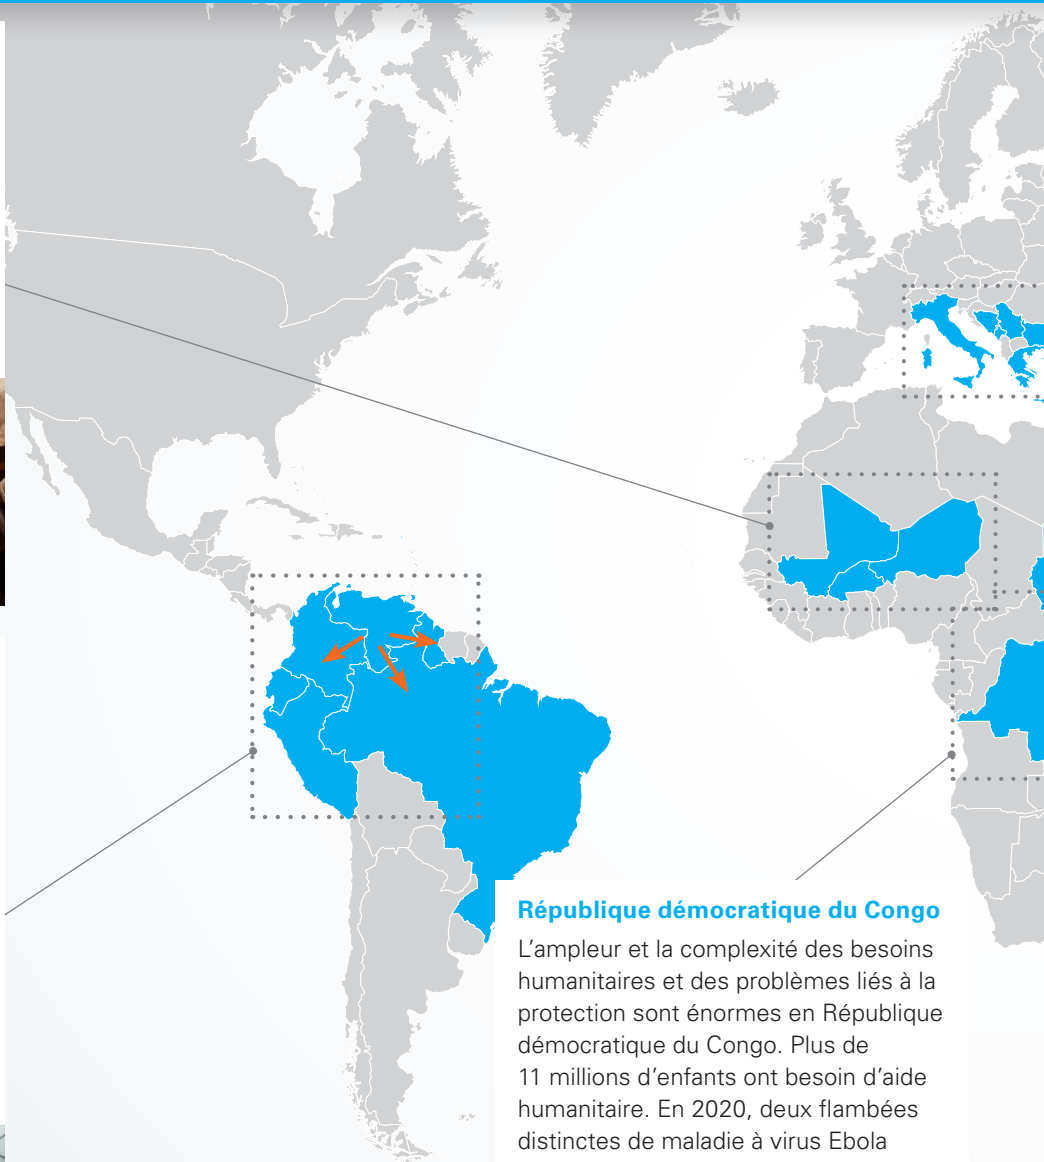 République démocratique du Congo
L’ampleur et la complexité des besoins
humanitaires et des problèmes liés à la
protection sont énormes en République
démocratique du Congo. Plus de
11 millions d’enfants ont besoin d’aide
humanitaire. En 2020, deux flambées
distinctes de maladie à virus Ebola